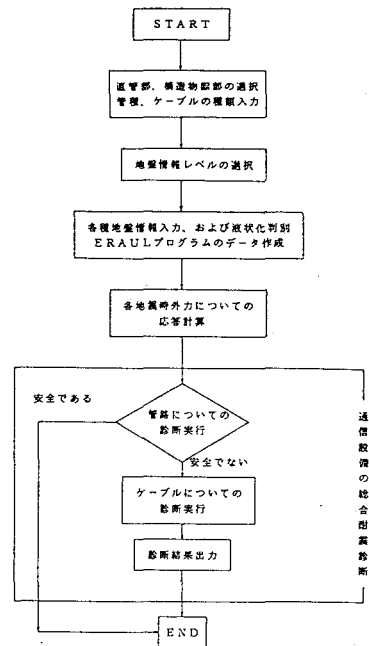 START
直管部、構造物際部の選択
管種、ケーブルの種類入力
地盤情報レベルの選択
各種地盤情報入力、および液状化判別
ERAULプログラムのデータ作成
各地震時外力についての
応答計算
安全である
管路についての
診断実行
安全でない
ケーブルについての
診断実行
診断結果出力
通信設備の総合耐震診断
END